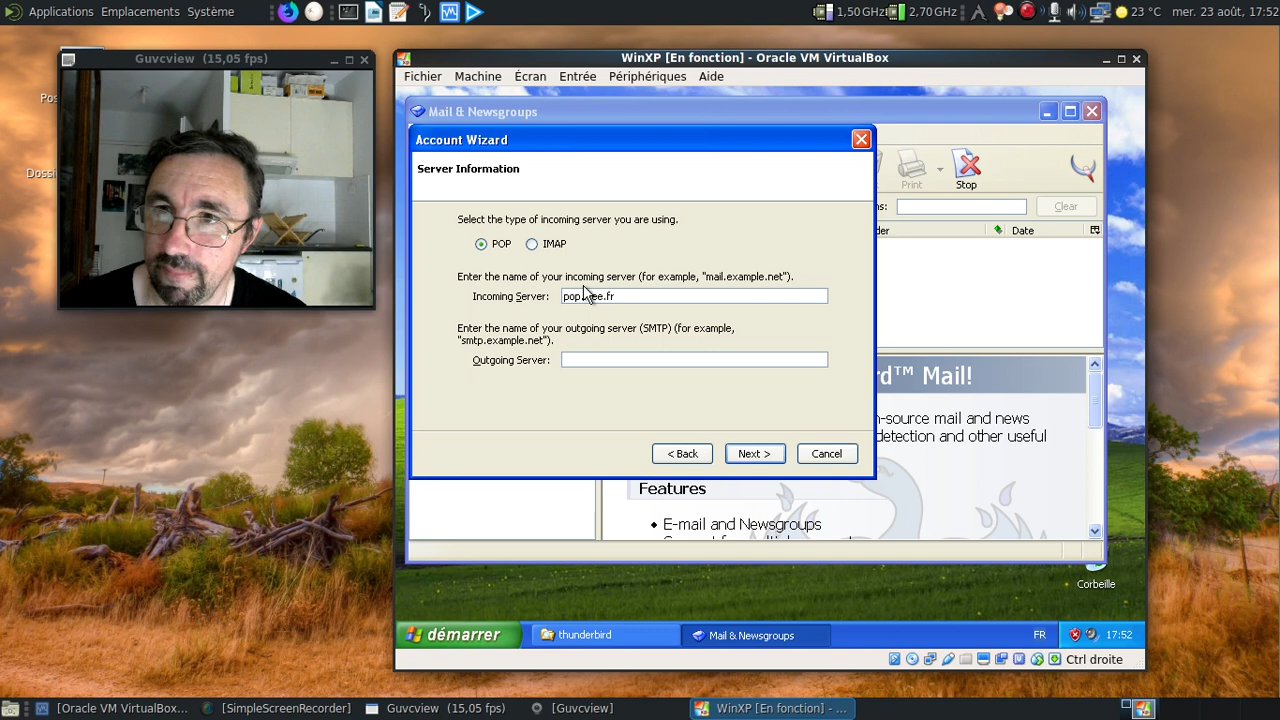 Applications Emplacements Système
1,50 GHz 2,70 GHz 23 °C mer. 23 août, 17:52
Guvcview (15,05 fps)
Pos
Doss
WinXP [En fonction] - Oracle VM VirtualBox
Fichier Machine Écran Entrée Périphériques Aide
Mail & Newsgroups
Account Wizard
Server Information
Print
Stop
ns:
Clear
der
Date
Select the type of incoming server you are using.
POP IMAP
Enter the name of your incoming server (for example, "mail.example.net").
Incoming Server:
Enter the name of your outgoing server (SMTP) (for example,
"smtp.example.net").
Outgoing Server:
< Back Next > Cancel
rd™ Mail!
n-source mail and news
detection and other useful
Features
E-mail and Newsgroups
Corbeille
démarrer thunderbird Mail & Newsgroups FR 17:52
Ctrl droite
[Oracle VM VirtualBox... [SimpleScreenRecorder] Guvcview (15,05 fps) [Guvcview] WinXP [En fonction] - ...